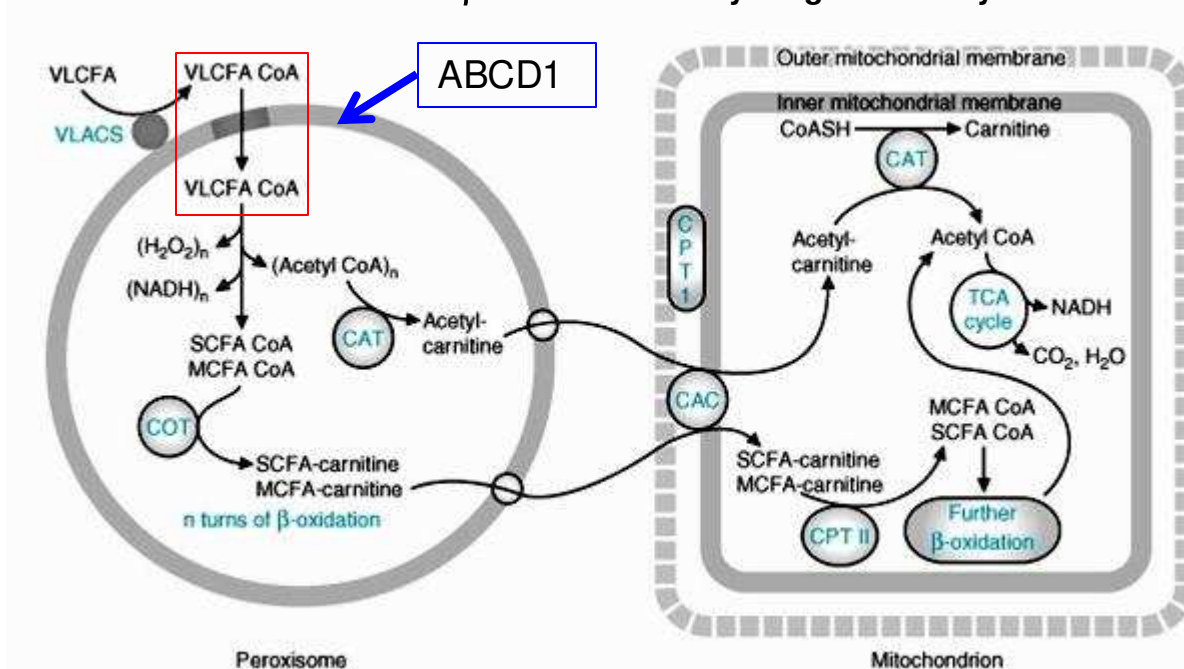 VLCFA
VLCFA CoA
VLACS
ABCD1
VLCFA CoA
(H₂O₂)ₙ
(NADH)ₙ
(Acetyl CoA)ₙ
CAT
Acetyl-
carnitine
SCFA CoA
MCFA CoA
COT
SCFA-carnitine
MCFA-carnitine
n turns of β-oxidation
Peroxisome
Outer mitochondrial membrane
Inner mitochondrial membrane
CoASH
Carnitine
CAT
CPT1
Acetyl-
carnitine
Acetyl CoA
TCA
cycle
NADH
CO₂, H₂O
CAC
MCFA CoA
SCFA CoA
SCFA-carnitine
MCFA-carnitine
CPT II
Further
β-oxidation
Mitochondrion